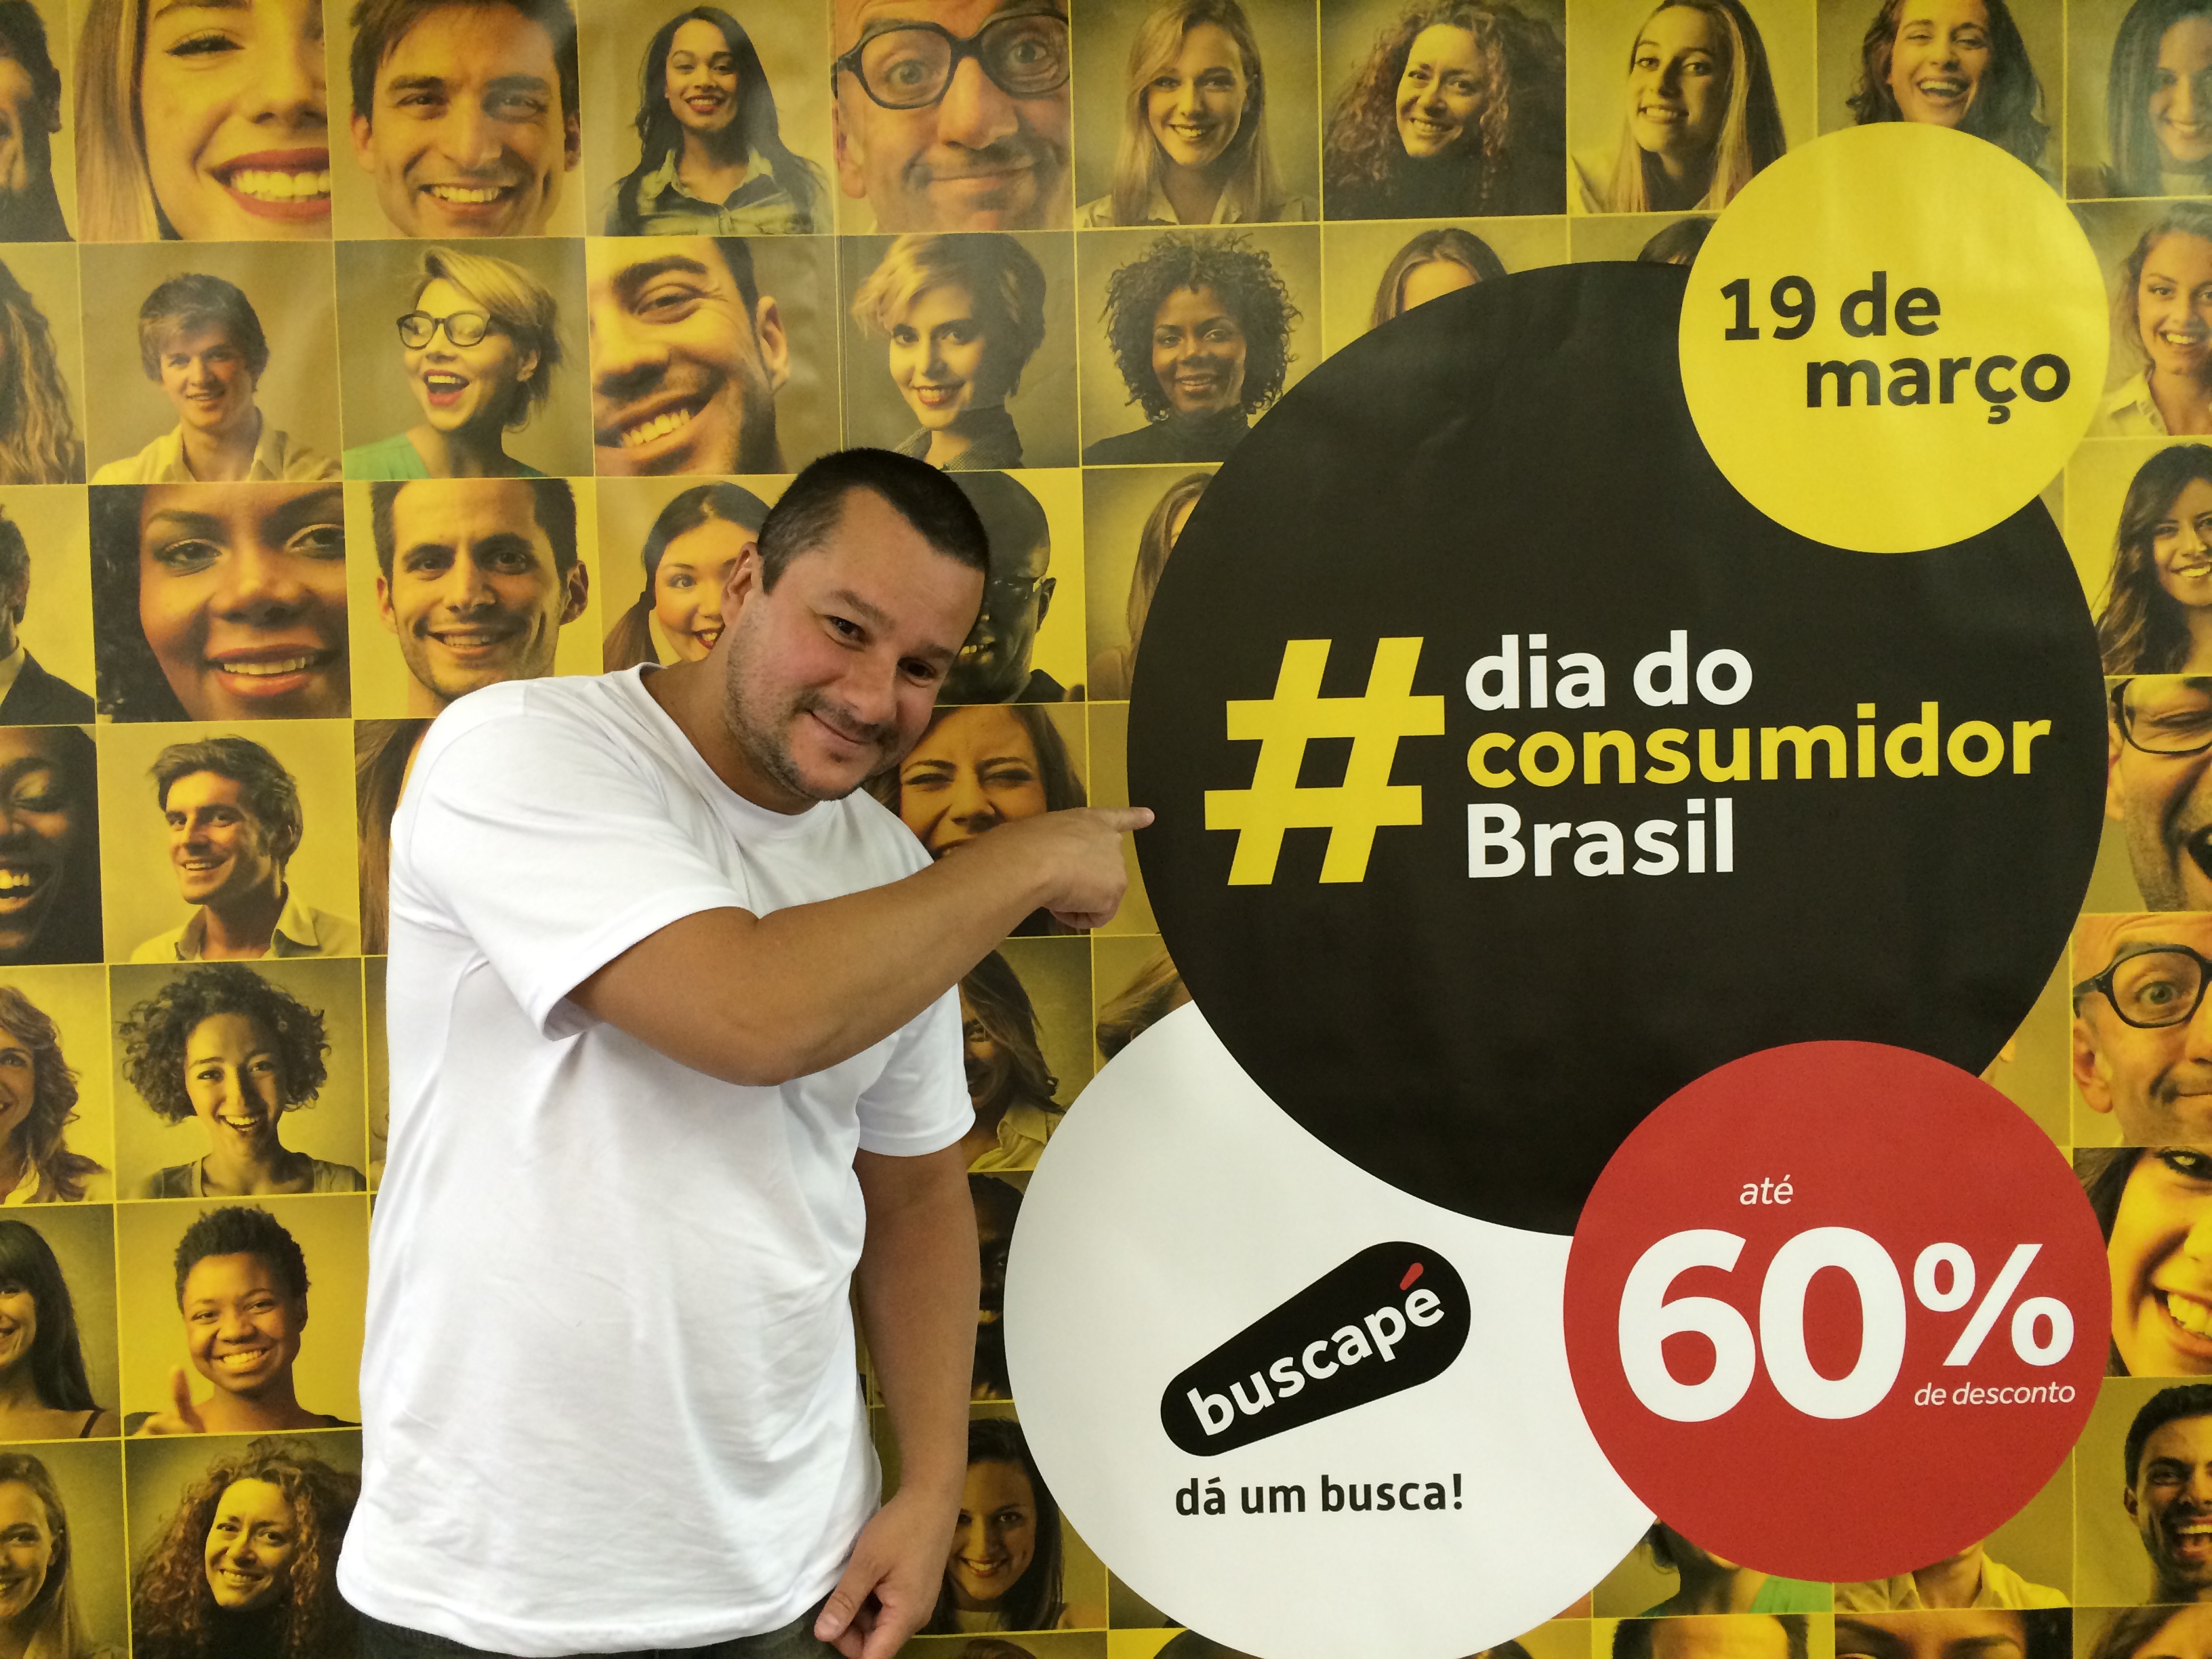 19 de
março
#
dia do
consumidor
Brasil
até
60%
de desconto
buscapé
dá um busca!